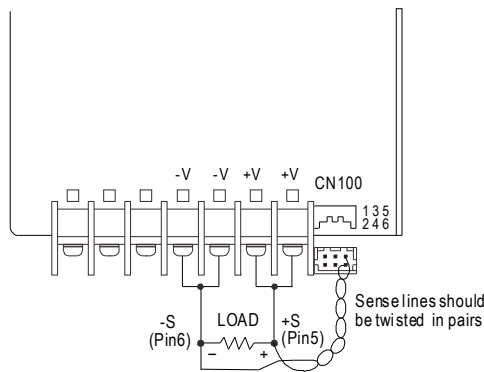 -V -V +V +V
CN100
1 3 5
2 4 6
-S
(Pin6)
LOAD
+S
(Pin5)
− +
Sense lines should
be twisted in pairs